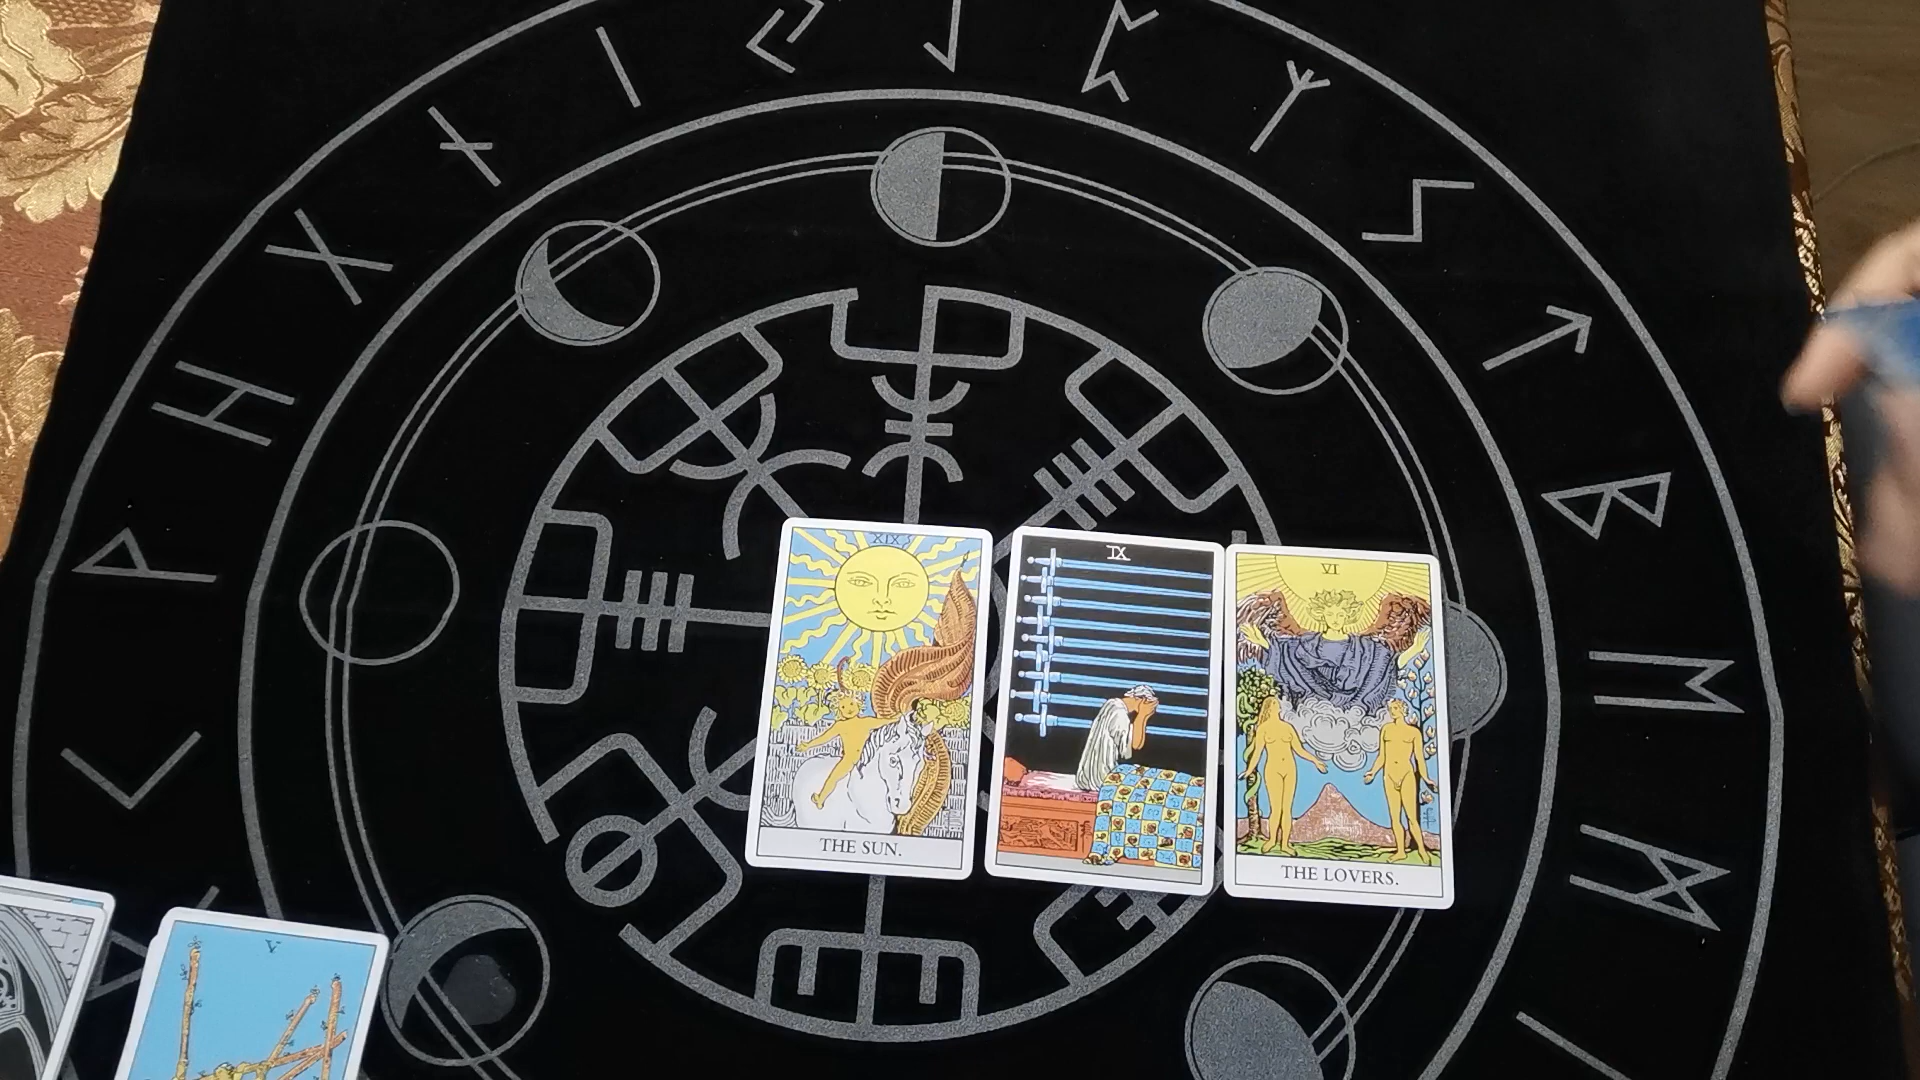 XIX
IX
VI
THE SUN.
THE LOVERS.
V